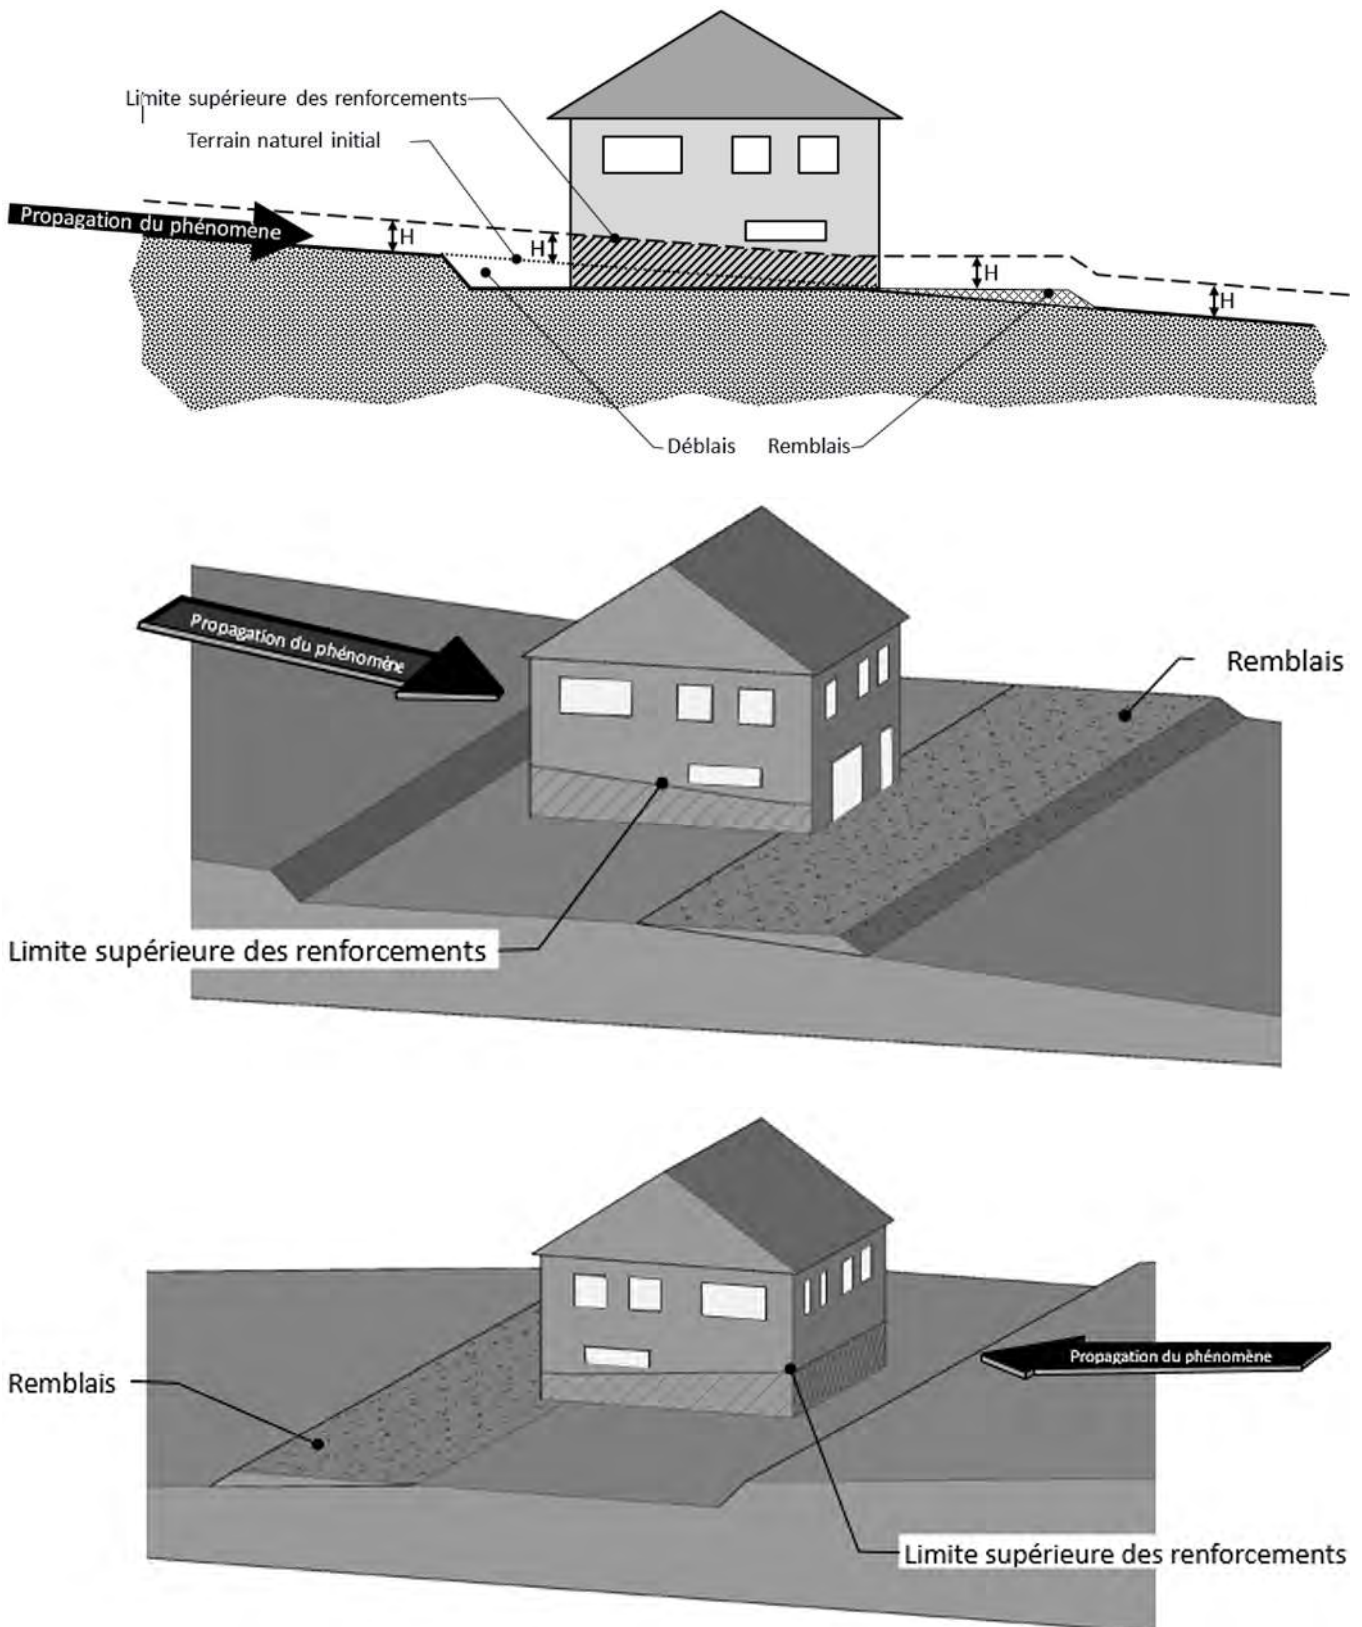 Limite supérieure des renforcements
Terrain naturel initial
Propagation du phénomène
H
H
H
H
Déblais
Remblais
Propagation du phénomène
Remblais
Limite supérieure des renforcements
Propagation du phénomène
Remblais
Limite supérieure des renforcements